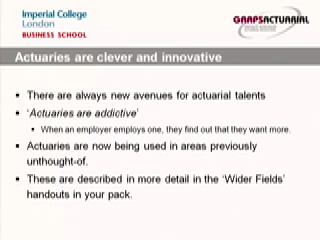 Imperial College
London
BUSINESS SCHOOL
GAAPSACTUARIAL
Actuaries are clever and innovative
There are always new avenues for actuarial talents
‘Actuaries are addictive’
When an employer employs one, they find out that they want more.
Actuaries are now being used in areas previously
unthought-of.
These are described in more detail in the ‘Wider Fields’
handouts in your pack.